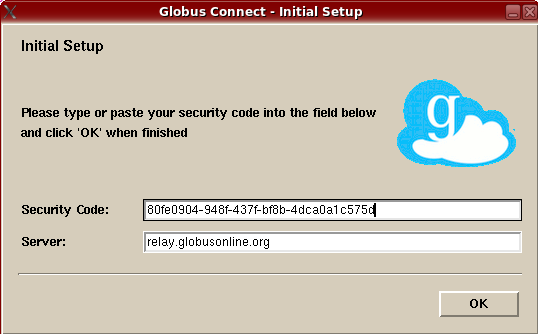 Globus Connect - Initial Setup
Initial Setup
Please type or paste your security code into the field below
and click 'OK' when finished
g
Security Code: 80fe0904-948f-437f-bf8b-4dca0a1c575d
Server: relay.globusonline.org
OK